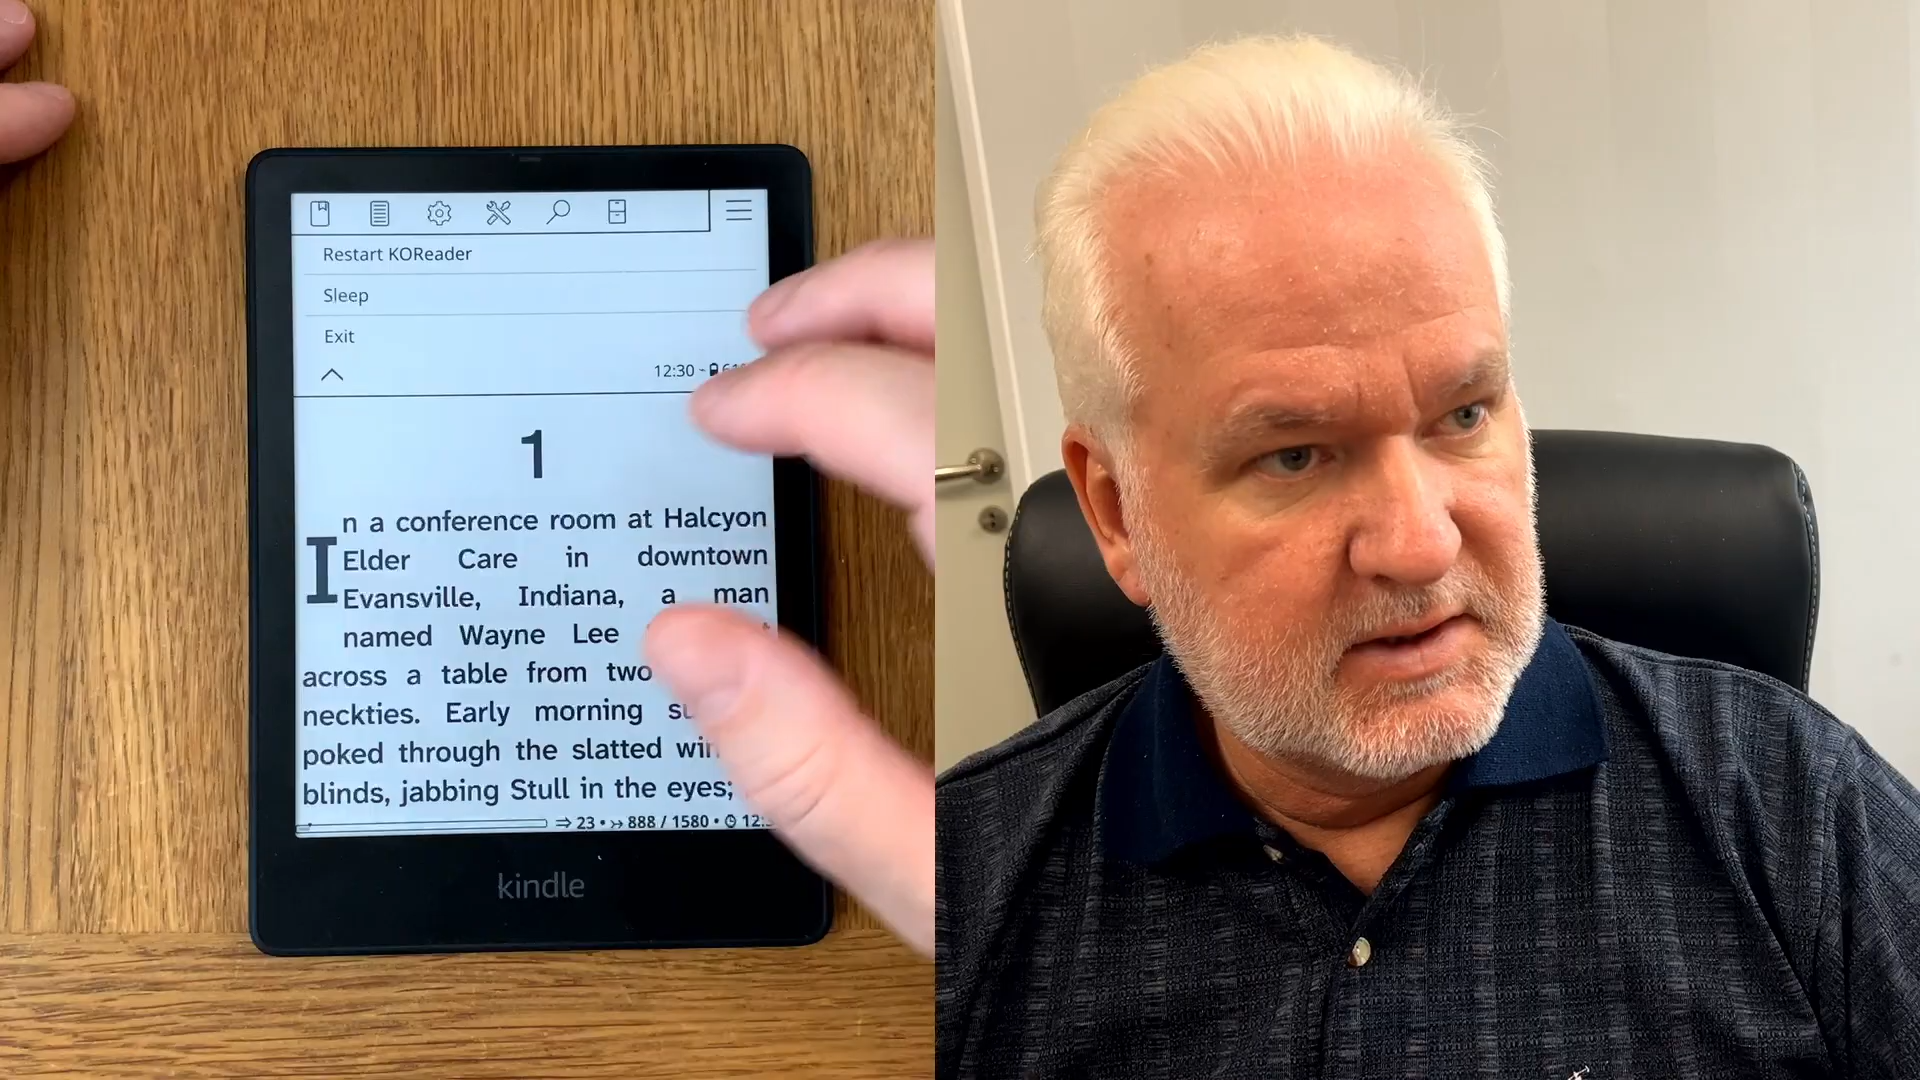 Restart KOReader
Sleep
Exit
12:30
1
In a conference room at Halcyon
Elder Care in downtown
Evansville, Indiana, a man
named Wayne Lee
across a table from two
neckties. Early morning
poked through the slatted
blinds, jabbing Stull in the eyes;
⇒ 23 • ↣ 888 / 1580 •
kindle